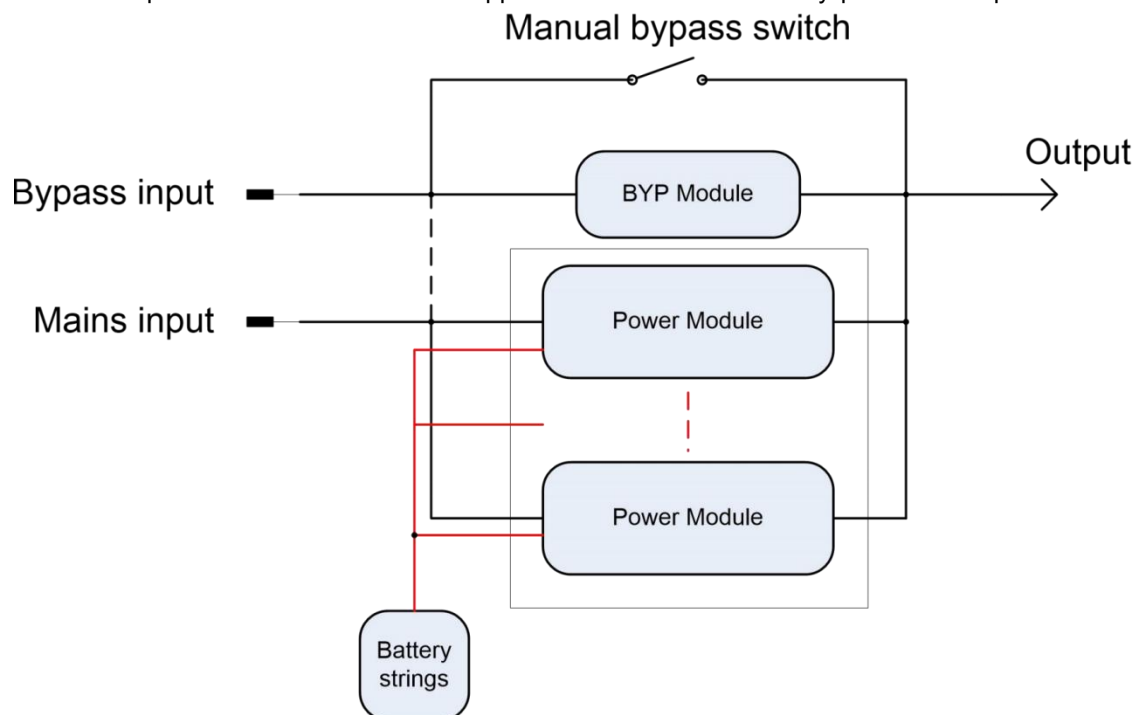 Manual bypass switch
Output
Bypass input
BYP Module
Mains input
Power Module
Power Module
Battery
strings